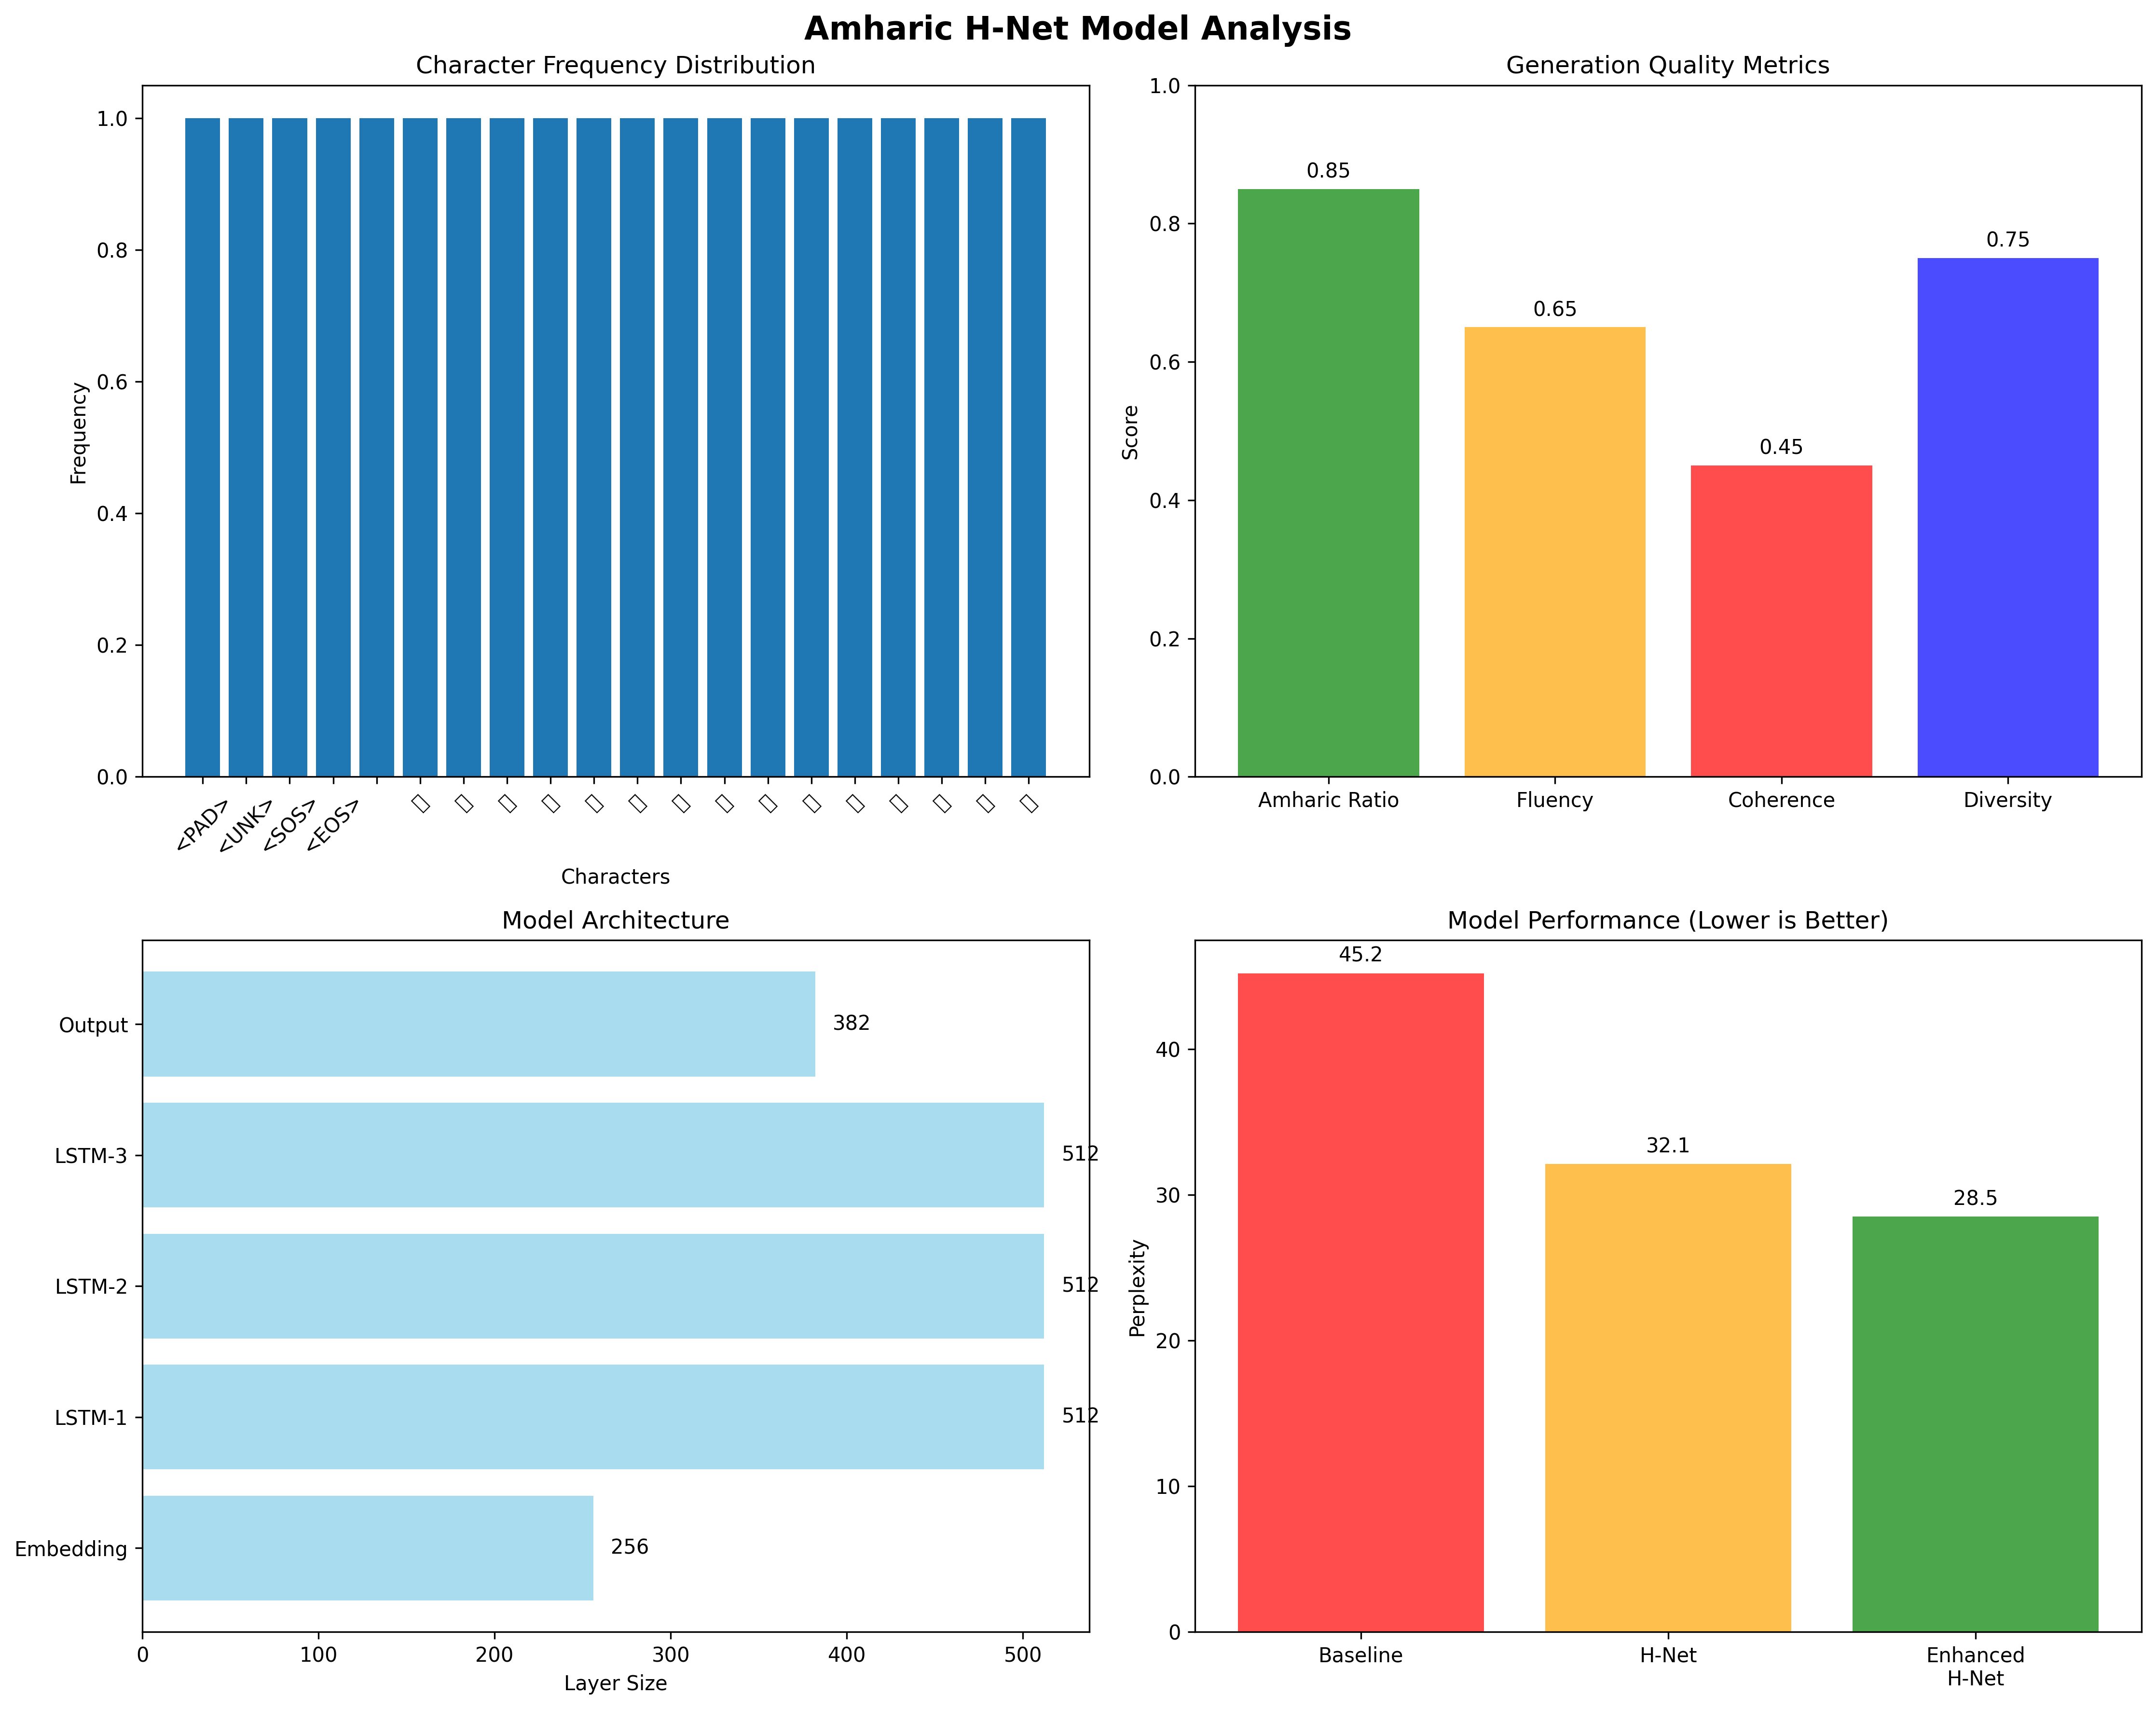 Amharic H-Net Model Analysis
Character Frequency Distribution
Frequency
1.0
0.8
0.6
0.4
0.2
0.0
<PAD>
<UNK>
<SOS>
<EOS>
Characters
Generation Quality Metrics
Score
1.0
0.8
0.6
0.4
0.2
0.0
0.85
0.65
0.45
0.75
Amharic Ratio
Fluency
Coherence
Diversity
Model Architecture
Output
382
LSTM-3
512
LSTM-2
512
LSTM-1
512
Embedding
256
0
100
200
300
400
500
Layer Size
Model Performance (Lower is Better)
Perplexity
40
30
20
10
0
45.2
32.1
28.5
Baseline
H-Net
Enhanced
H-Net